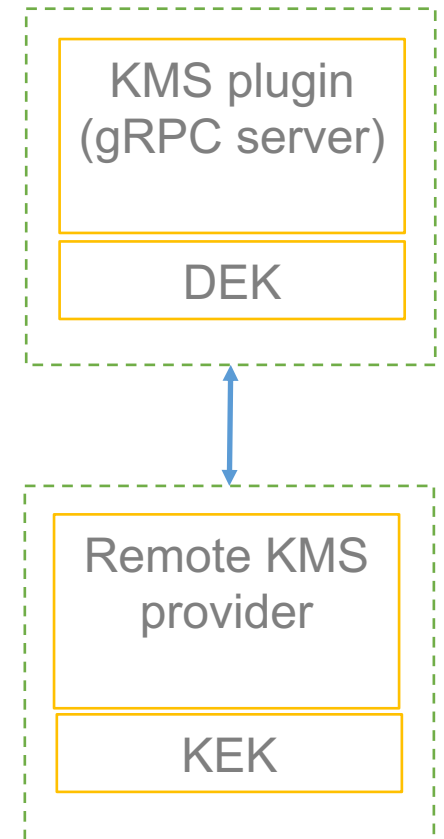 KMS plugin
(gRPC server)
DEK
Remote KMS
provider
KEK